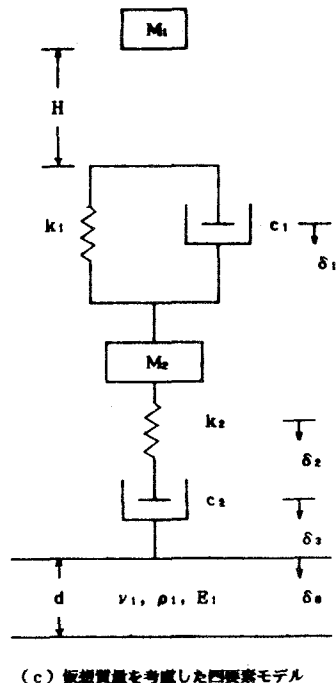 M₁
H
k₁
c₁
δ₁
M₂
k₂
δ₂
c₂
δ₃
d
ν₁, ρ₁, E₁
δ₀
(c) 仮想質量を考慮した四要素モデル